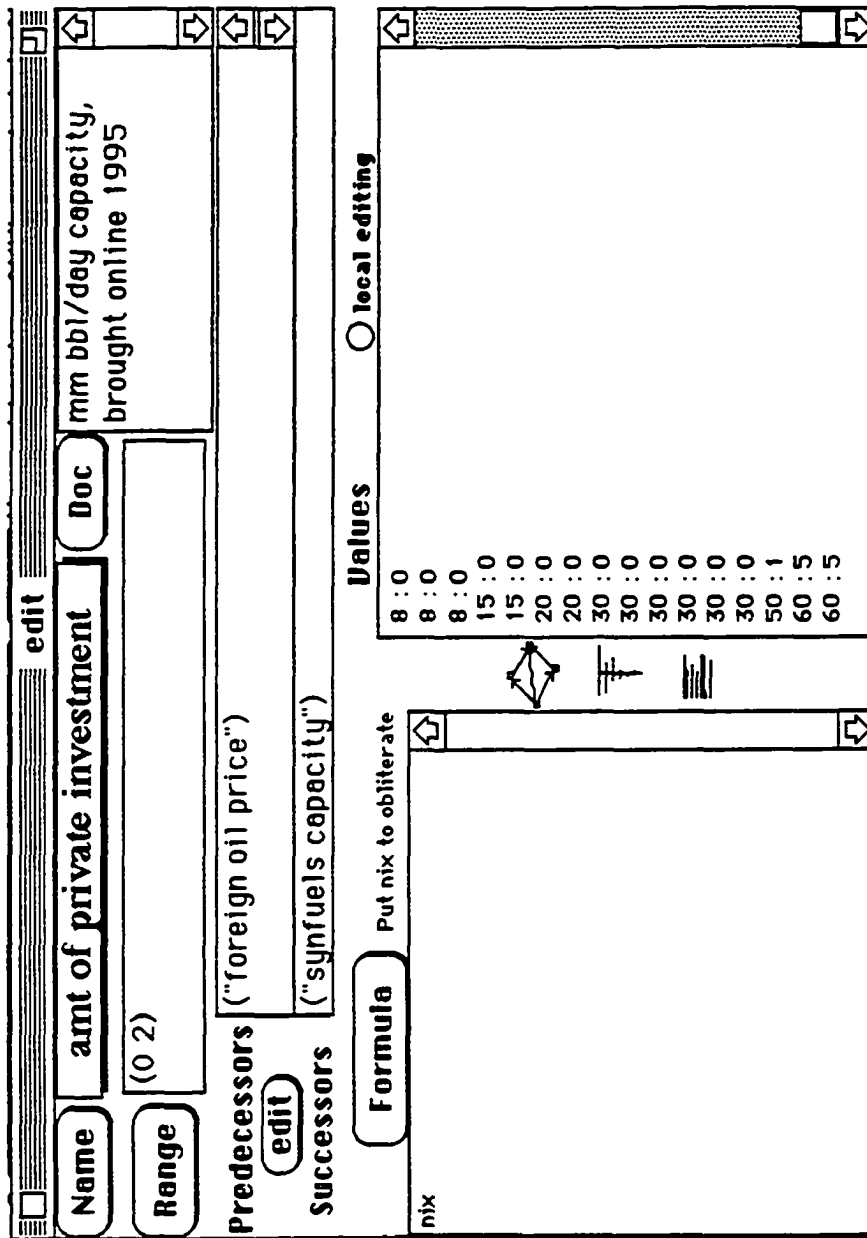 edit
Name amt of private investment Doc mm bbl/day capacity,
brought online 1995
Range (0 2)
Predecessors ("foreign oil price")
edit
Successors ("synfuels capacity")
Formula Put nix to obliterate
nix
Values local editing
8:0
8:0
8:0
15:0
15:0
20:0
20:0
30:0
30:0
30:0
30:0
30:0
30:0
50:1
60:5
60:5